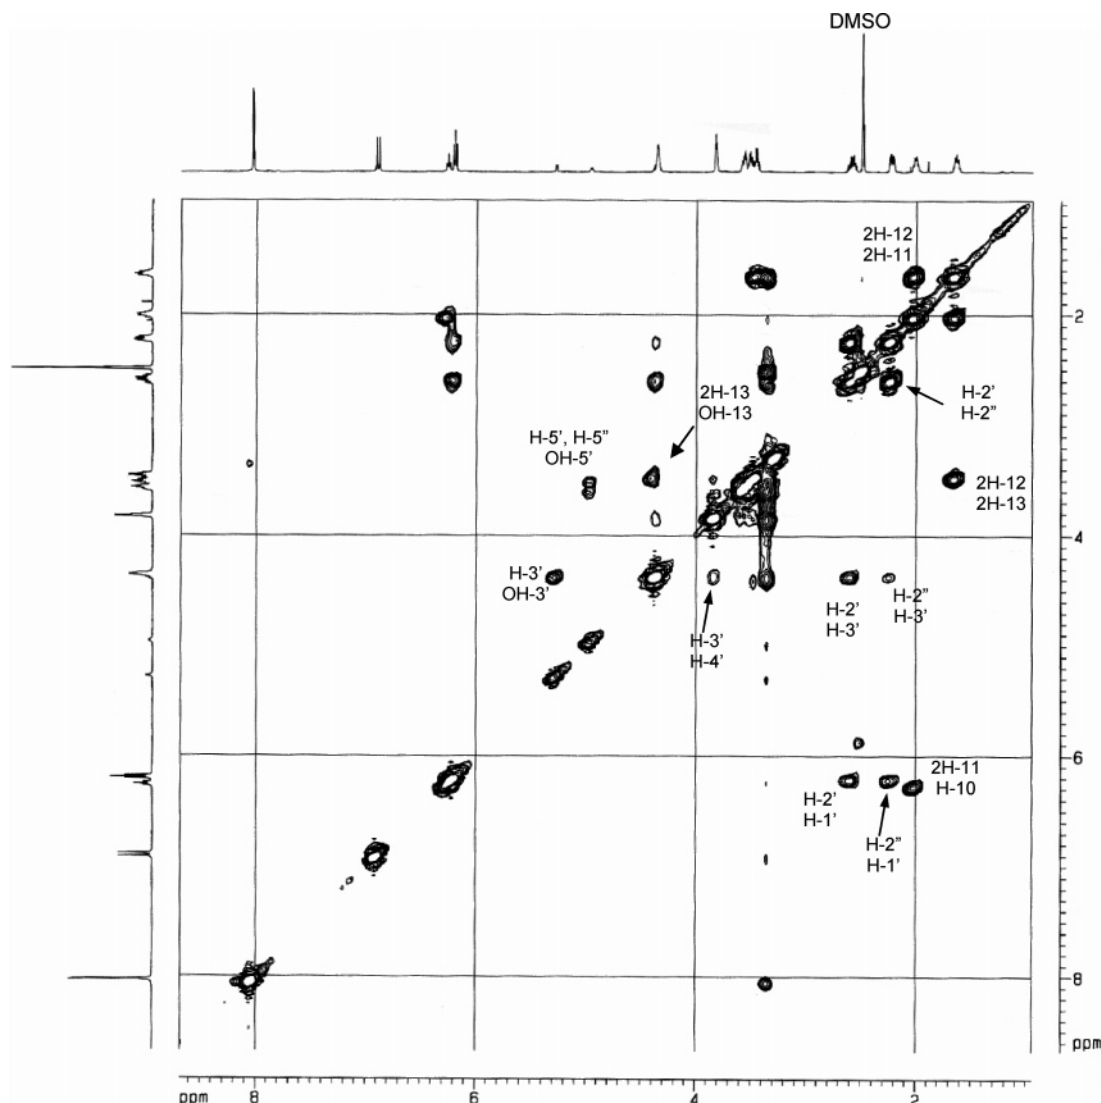 DMSO
2H-12
2H-11
2
2H-13
OH-13
H-2'
H-2"
H-5', H-5"
OH-5'
2H-12
2H-13
4
H-3'
OH-3'
H-2"
H-3'
H-2'
H-3'
H-3'
H-4'
6
2H-11
H-10
H-2'
H-1'
H-2"
H-1'
8
ppm
ppm 8 6 4 2